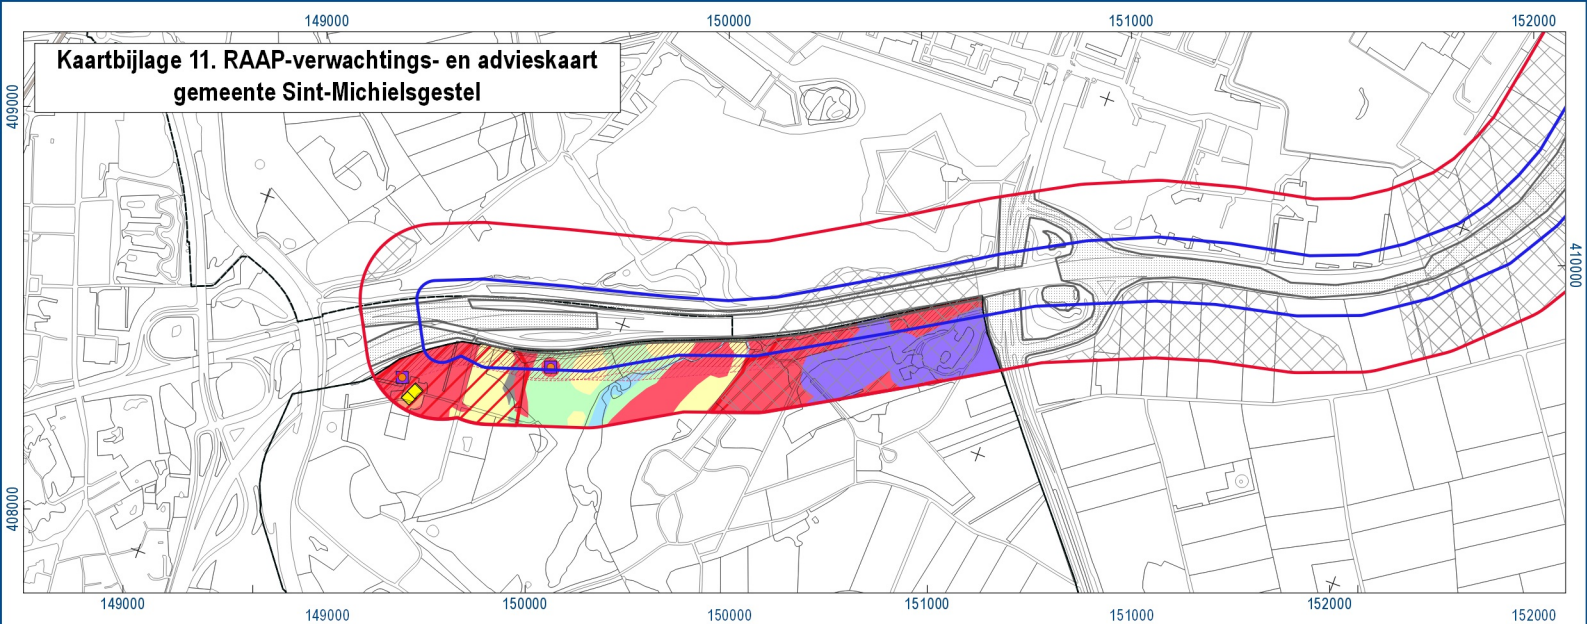 149000 150000 151000 152000
Kaartbijlage 11. RAAP-verwachtings- en advieskaart
gemeente Sint-Michielsgestel
409000
410000
408000
149000 149000 150000 150000 151000 151000 152000 152000